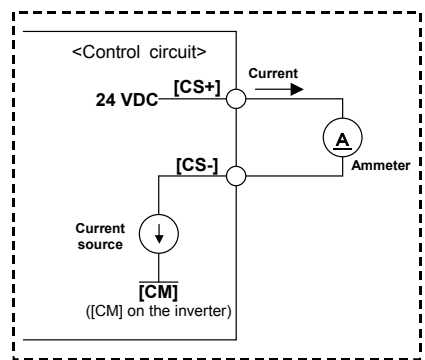 <Control circuit>
24 VDC
[CS+]
Current
A
Ammeter
[CS-]
Current
source
[CM]
([CM] on the inverter)